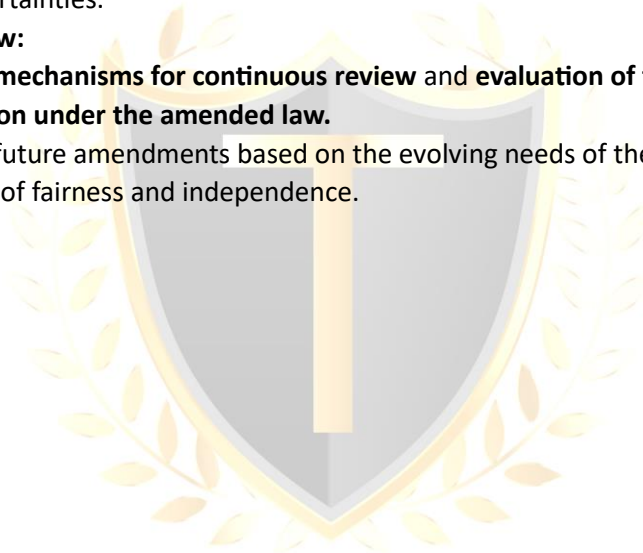 rtainties.
w:
mechanisms for continuous review and evaluation of
on under the amended law.
future amendments based on the evolving needs of the
of fairness and independence.
T